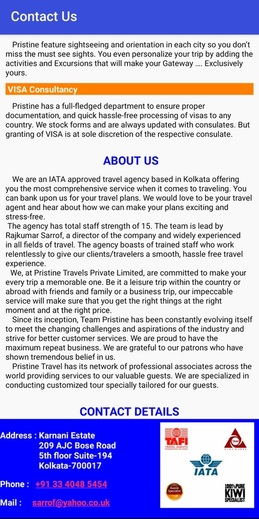 Contact Us
Pristine feature sightseeing and orientation in each city so you don't
miss the must see sights. You even personalize your trip by adding the
activities and Excursions that will make your Gateway .... Exclusively
yours.
VISA Consultancy
Pristine has a full-fledged department to ensure proper
documentation, and quick hassle-free processing of visas to any
country. We stock forms and are always updated with consulates. But
granting of VISA is at sole discretion of the respective consulate.
ABOUT US
We are an IATA approved travel agency based in Kolkata offering
you the most comprehensive service when it comes to traveling. You
can bank upon us for your travel plans. We would love to be your travel
agent and hear about how we can make your plans exciting and
stress-free.
The agency has total staff strength of 15. The team is lead by
Rajkumar Sarrof, a director of the company and widely experienced
in all fields of travel. The agency boasts of trained staff who work
relentlessly to give our clients/travelers a smooth, hassle free travel
experience.
We, at Pristine Travels Private Limited, are committed to make your
every trip a memorable one. Be it a leisure trip within the country or
abroad with friends and family or a business trip, our impeccable
service will make sure that you get the right things at the right
moment and at the right price.
Since its inception, Team Pristine has been constantly evolving itself
to meet the changing challenges and aspirations of the industry and
strive for better customer services. We are proud to have the
maximum repeat business. We are grateful to our patrons who have
shown tremendous belief in us.
Pristine Travel has its network of professional associates across the
world providing services to our valuable guests. We are specialized in
conducting customized tour specially tailored for our guests.
CONTACT DETAILS
Address : Karnani Estate
209 AJC Bose Road
5th floor Suite-194
Kolkata-700017
Phone : +91 33 4048 5454
Mail : sarrof@yahoo.co.uk
TAFI
IATA
100% PURE
KIWI
SPECIALIST